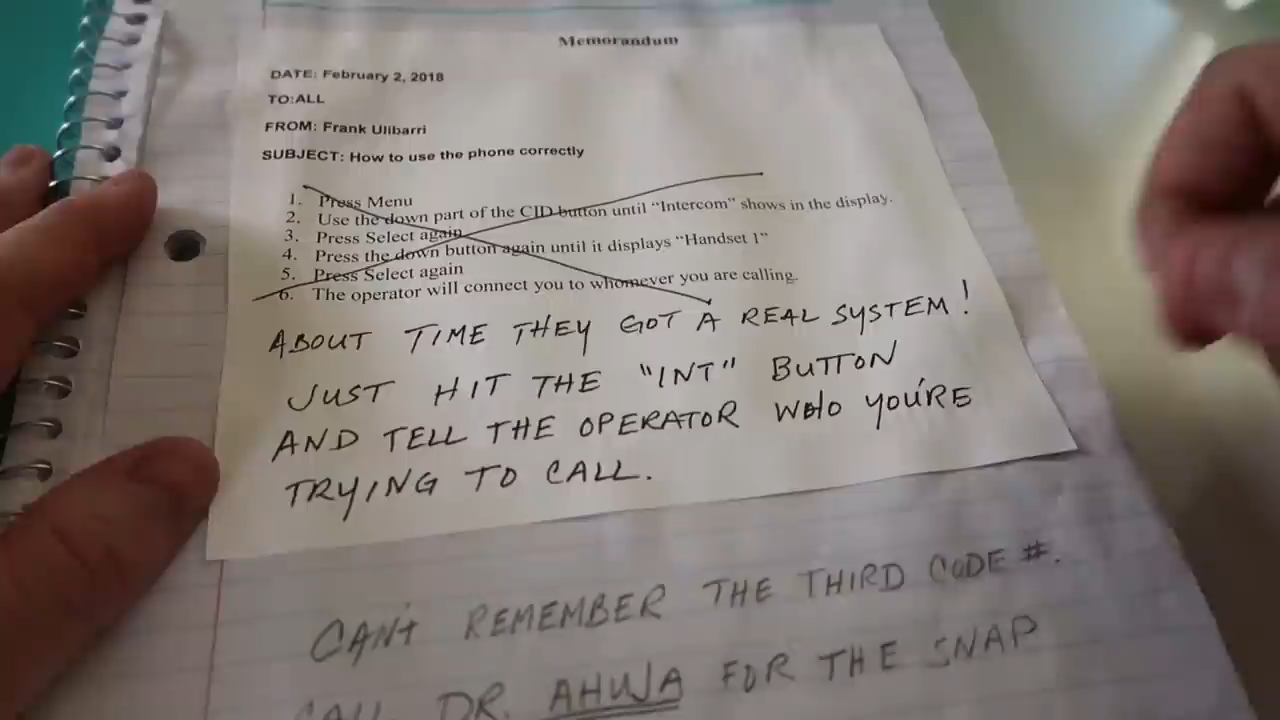 Memorandum
DATE: February 2, 2018
TO:ALL
FROM: Frank Ulibarri
SUBJECT: How to use the phone correctly
1. Press Menu
2. Use the down part of the CID button until “Intercom” shows in the display.
3. Press Select again
4. Press the down button again until it displays “Handset 1”
5. Press Select again
6. The operator will connect you to whomever you are calling.
ABOUT TIME THEY GOT A REAL SYSTEM!
JUST HIT THE "INT" BUTTON
AND TELL THE OPERATOR WHO YOU'RE
TRYING TO CALL.
CAN'T REMEMBER THE THIRD CODE #.
CALL DR. AHUJA FOR THE SNAP